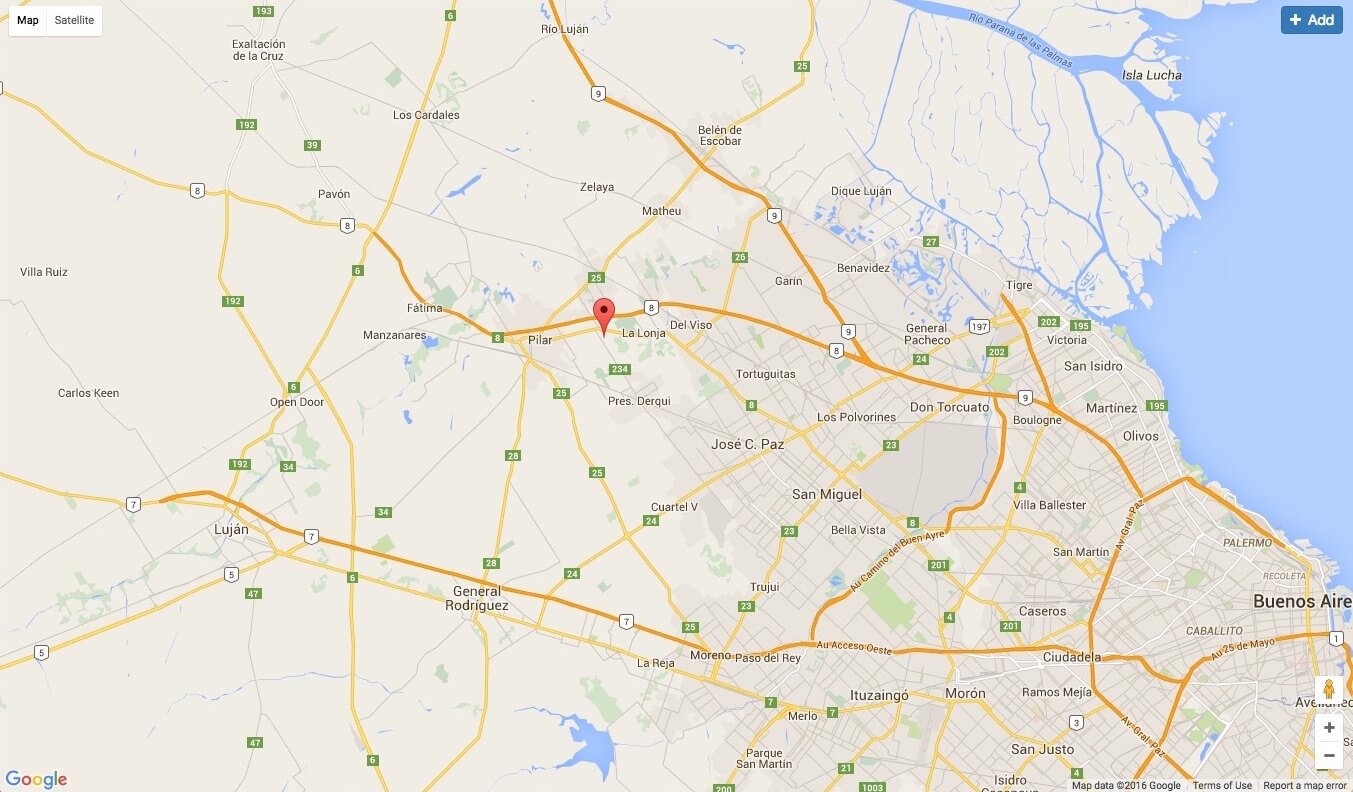 Map
Satellite
193
6
Río Luján
Río Parana de las Palmas
+ Add
Exaltación
de la Cruz
25
Isla Lucha
9
Los Cardales
192
Belén de
Escobar
39
8
Pavón
Zelaya
Dique Luján
Matheu
9
8
27
26
Villa Ruiz
6
25
Benavidez
Garín
Tigre
192
Fátima
8
Manzanares
8
Pilar
La Lonja
Del Viso
9
General
Pacheco
197
202
195
Victoria
8
24
202
San Isidro
234
Tortuguitas
Carlos Keen
6
25
Open Door
Pres. Derqui
8
Los Polvorines
Don Torcuato
9
Martínez
195
Boulogne
Olivos
José C. Paz
23
28
192
34
25
4
San Miguel
7
Luján
34
Cuartel V
24
Villa Ballester
7
23
Bella Vista
8
Au Camino del Buen Ayre
Av Gral. Paz
San Martín
PALERMO
5
6
28
24
201
RECOLETA
47
General
Rodríguez
Trujui
23
4
201
Caseros
Buenos Aire
7
25
CABALLITO
5
Moreno
Paso del Rey
La Reja
Au Acceso Oeste
Ciudadela
Au 25 de Mayo
1
Ituzaingó
Morón
Ramos Mejía
7
Merlo
7
Avellaned
47
6
3
Av. Gral. Paz
San Justo
Parque
San Martín
21
4
Isidro
Casanova
200
1003
Google
+
−
Map data ©2016 Google
Terms of Use
Report a map error